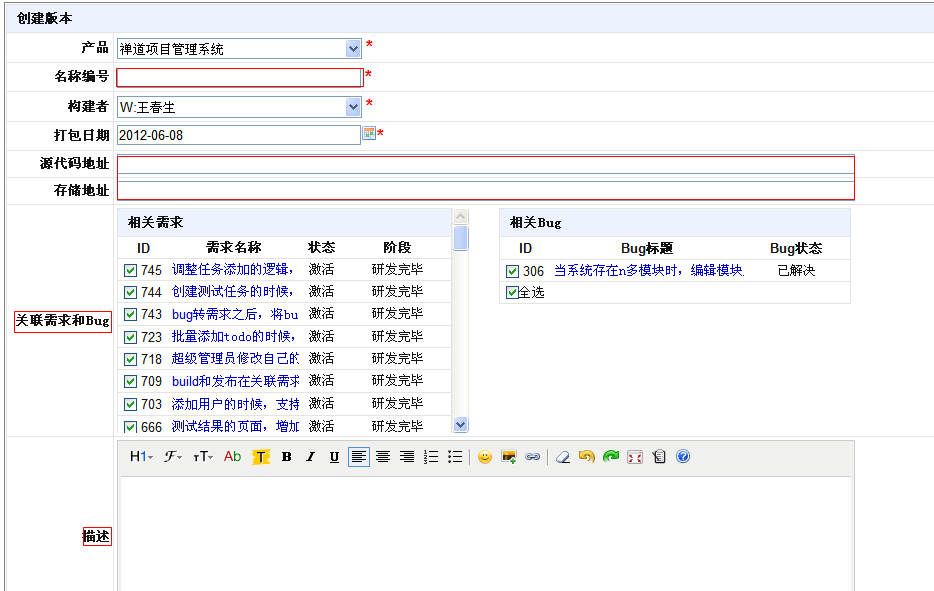 创建版本
产品 禅道项目管理系统 *
名称编号 *
构建者 W:王春生 *
打包日期 2012-06-08 *
源代码地址
存储地址
关联需求和Bug
相关需求
ID 需求名称 状态 阶段
745 调整任务添加的逻辑, 激活 研发完毕
744 创建测试任务的时候, 激活 研发完毕
743 bug转需求之后，将bu 激活 研发完毕
723 批量添加todo的时候, 激活 研发完毕
718 超级管理员修改自己的 激活 研发完毕
709 build和发布在关联需求 激活 研发完毕
703 添加用户的时候，支持 激活 研发完毕
666 测试结果的页面，增加 激活 研发完毕
相关Bug
ID Bug标题 Bug状态
306 当系统存在n多模块时，编辑模块 已解决
全选
描述
H1 F TT Ab T B I U